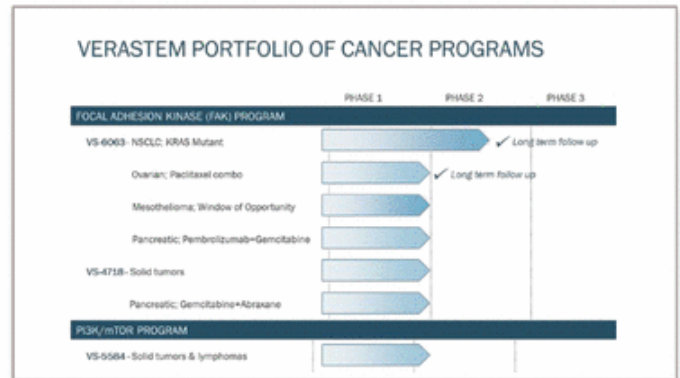 VERASTEM PORTFOLIO OF CANCER PROGRAMS
PHASE 1 PHASE 2 PHASE 3
FOCAL ADHESION KINASE (FAK) PROGRAM
VS-6063- NSCLC; KRAS Mutant ✓ Long term follow up
Ovarian; Paclitaxel combo ✓ Long term follow up
Mesothelioma; Window of Opportunity
Pancreatic; Pembrolizumab+Gemcitabine
VS-4718- Solid tumors
Pancreatic; Gemcitabine+Abraxane
PI3K/mTOR PROGRAM
VS-5584 - Solid tumors & lymphomas